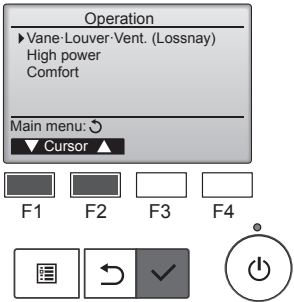 Operation
Vane·Louver·Vent. (Lossnay)
High power
Comfort
Main menu:
Cursor
F1 F2 F3 F4